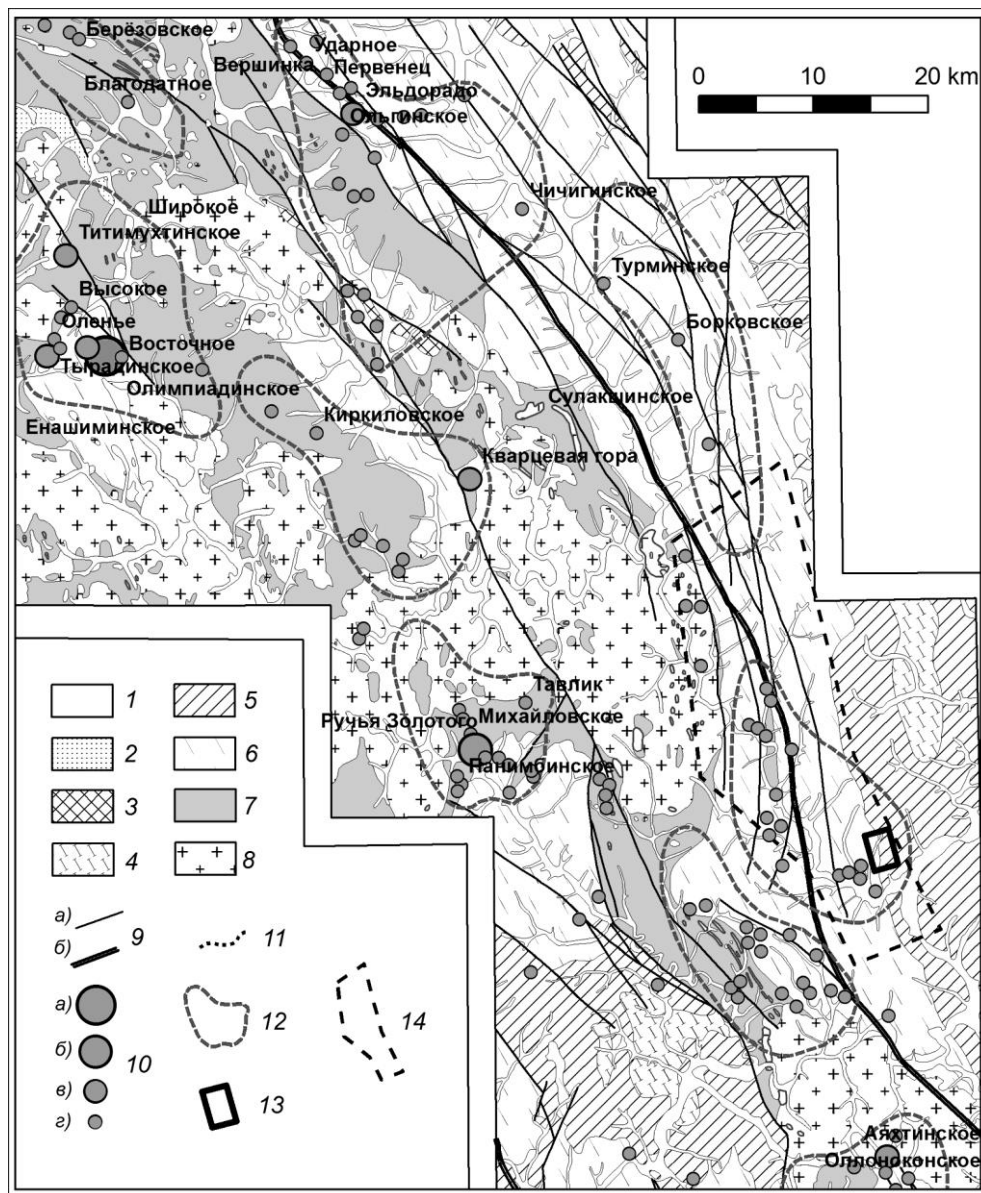 Берёзовское
Ударное
Вершинка
Первенец
Благодатное
Эльдорадо
Ольгинское
0 10 20 km
Чичигинское
Широкое
Титимухтинское
Турминское
Высокое
Оленье
Борковское
Восточное
Тырадинское
Олимпиадинское
Сулакшинское
Киркиловское
Енашиминское
Кварцевая гора
Тавлик
Ручья Золотого
Михайловское
Панимбинское
1 5
2 6
3 7
4 8
а)
б) 9
11
а)
б)
10
в)
г)
12
13
14
Аяхтинское
Оллоноконское